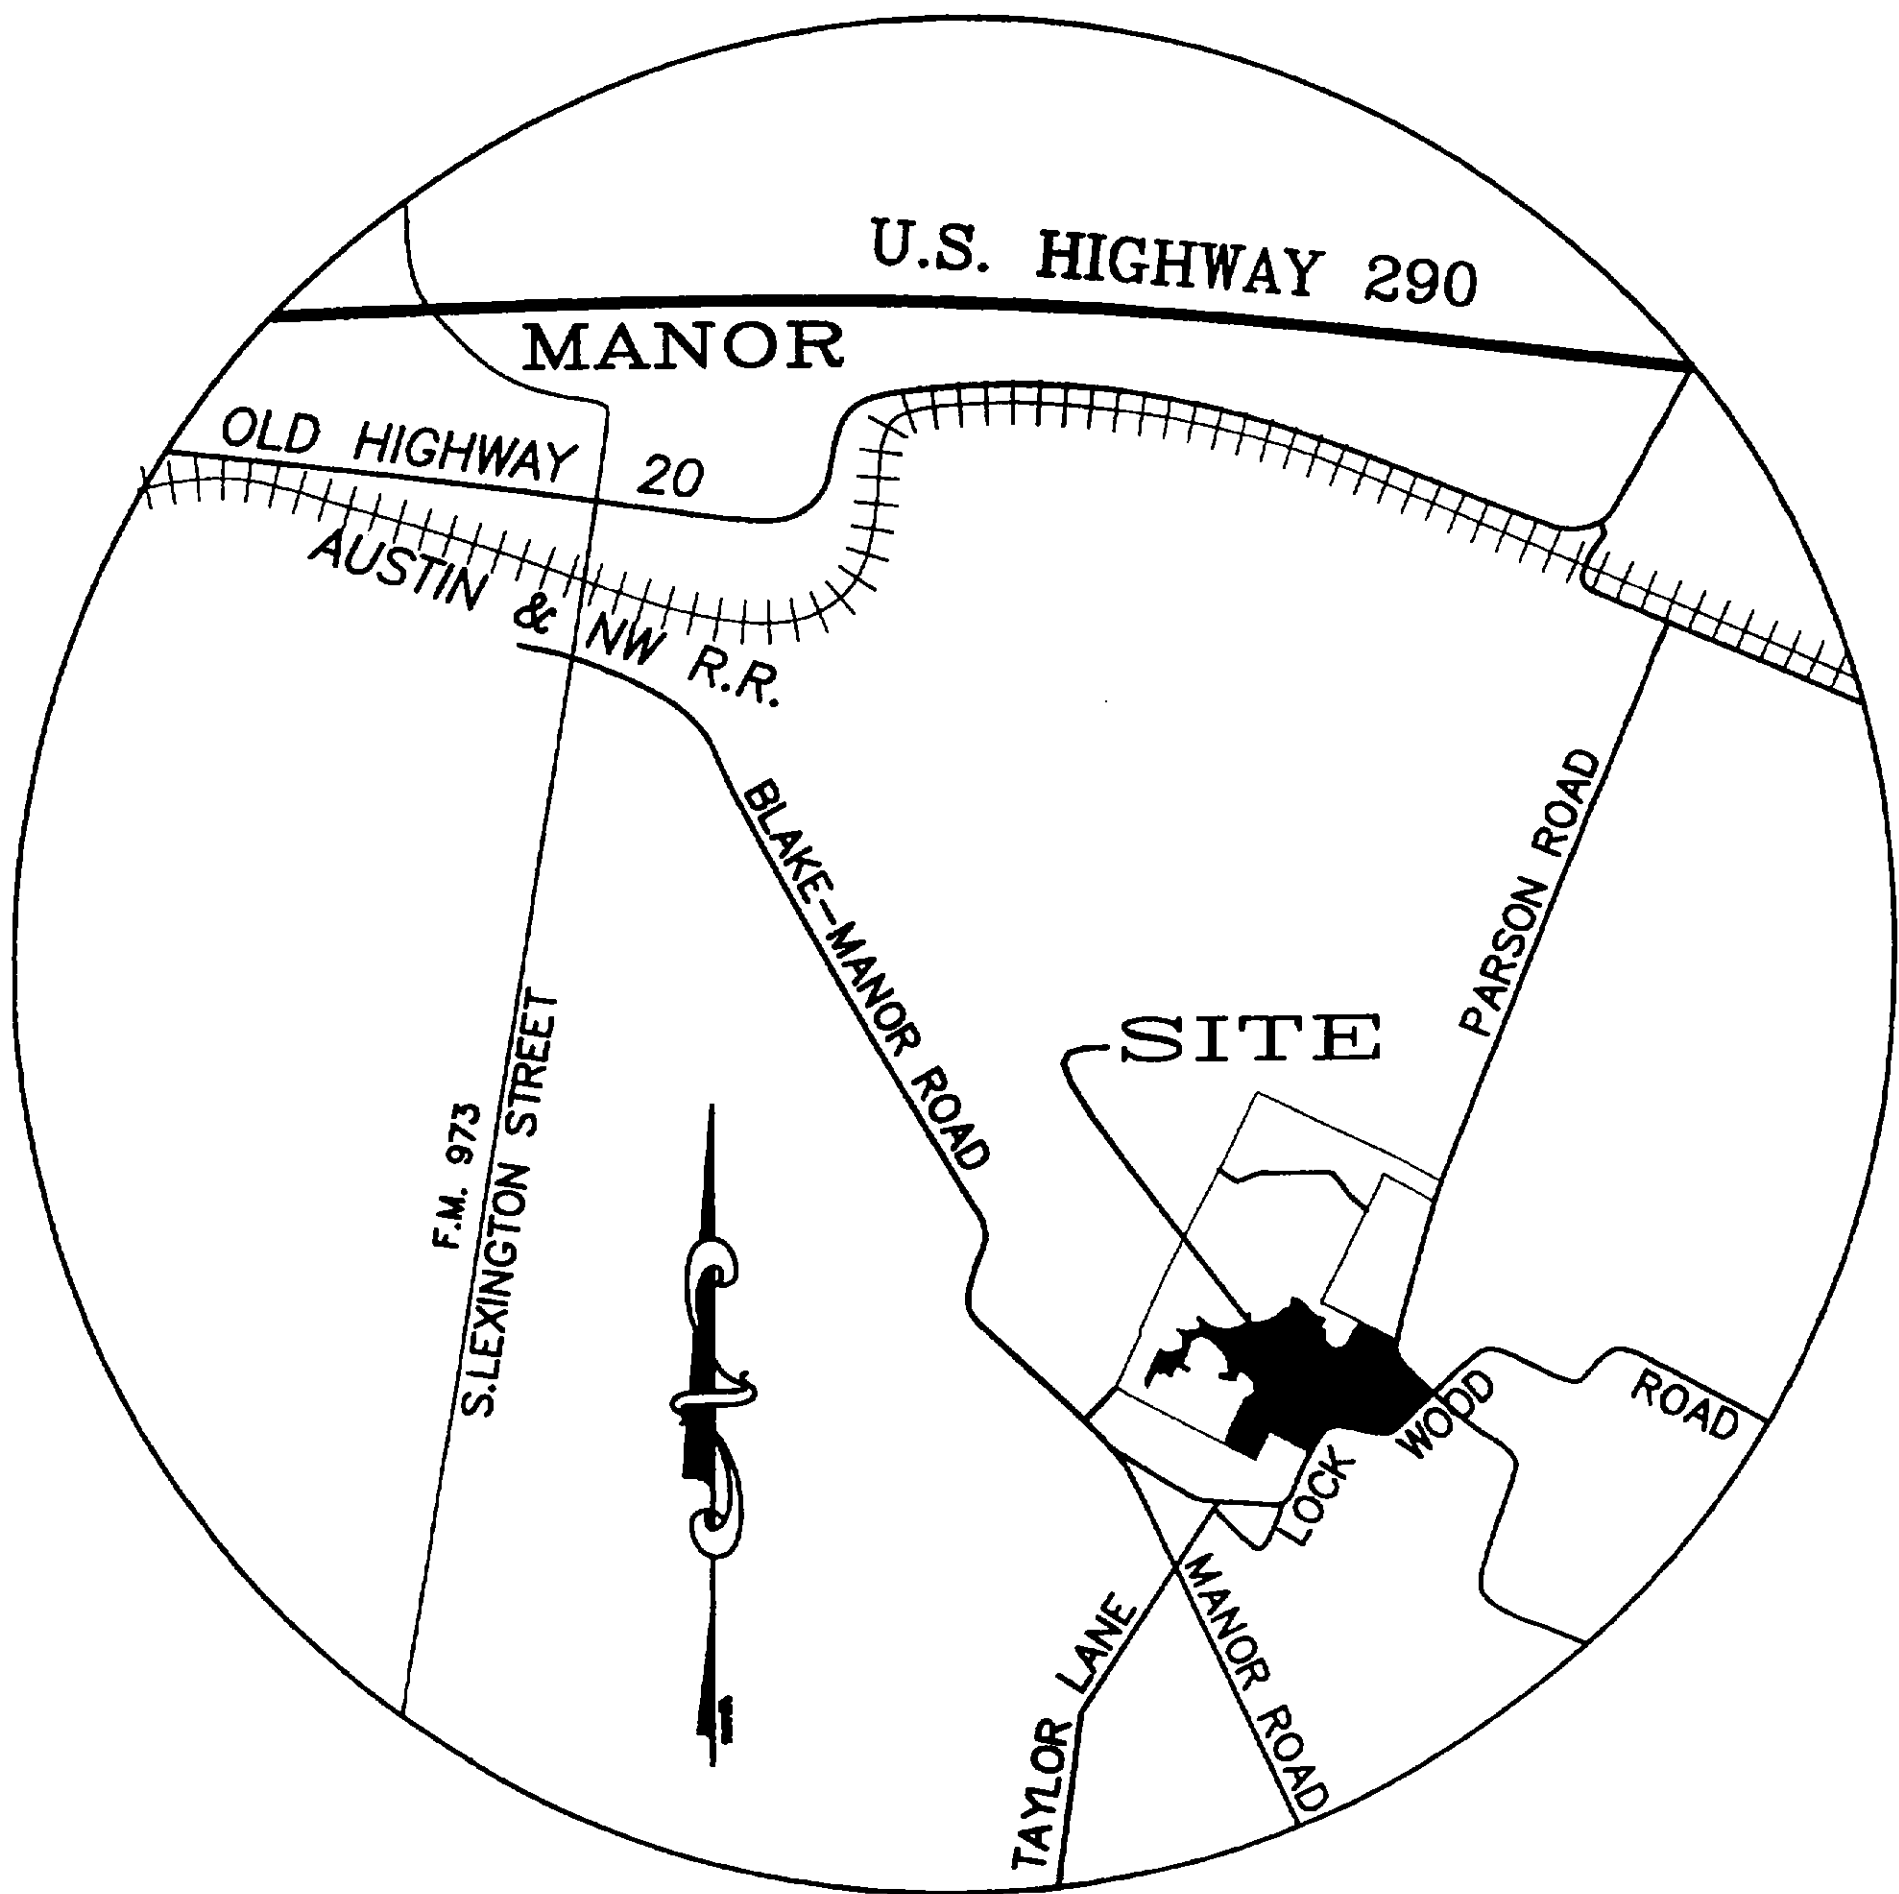 U.S. HIGHWAY 290
MANOR
OLD HIGHWAY 20
AUSTIN & NW R.R.
BLAKE-MANOR ROAD
PARSON ROAD
SITE
F.M. 973
S.LEXINGTON STREET
LOCK WOOD ROAD
MANOR ROAD
TAYLOR LANE